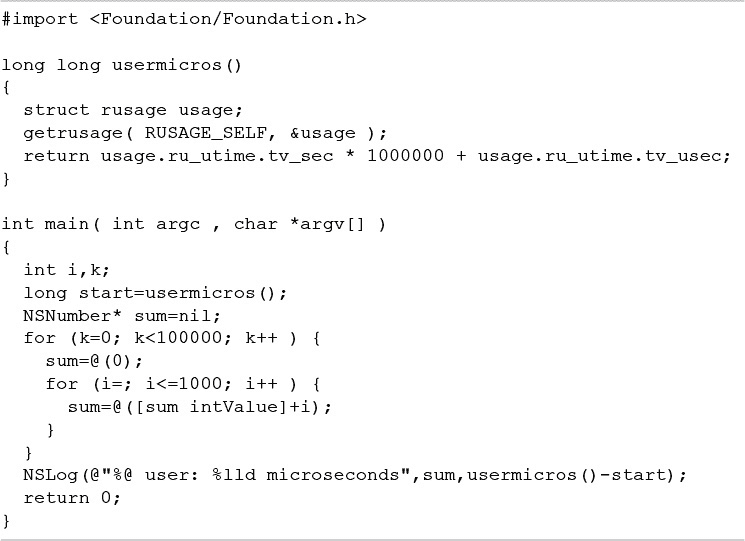 #import <Foundation/Foundation.h>

long long usermicros()
{
  struct rusage usage;
  getrusage( RUSAGE_SELF, &usage );
  return usage.ru_utime.tv_sec * 1000000 + usage.ru_utime.tv_usec;
}

int main( int argc , char *argv[] )
{
  int i,k;
  long start=usermicros();
  NSNumber* sum=nil;
  for (k=0; k<100000; k++ ) {
    sum=@(0);
    for (i=; i<=1000; i++ ) {
      sum=@([sum intValue]+i);
    }
  }
  NSLog(@"%@ user: %lld microseconds",sum,usermicros()-start);
  return 0;
}